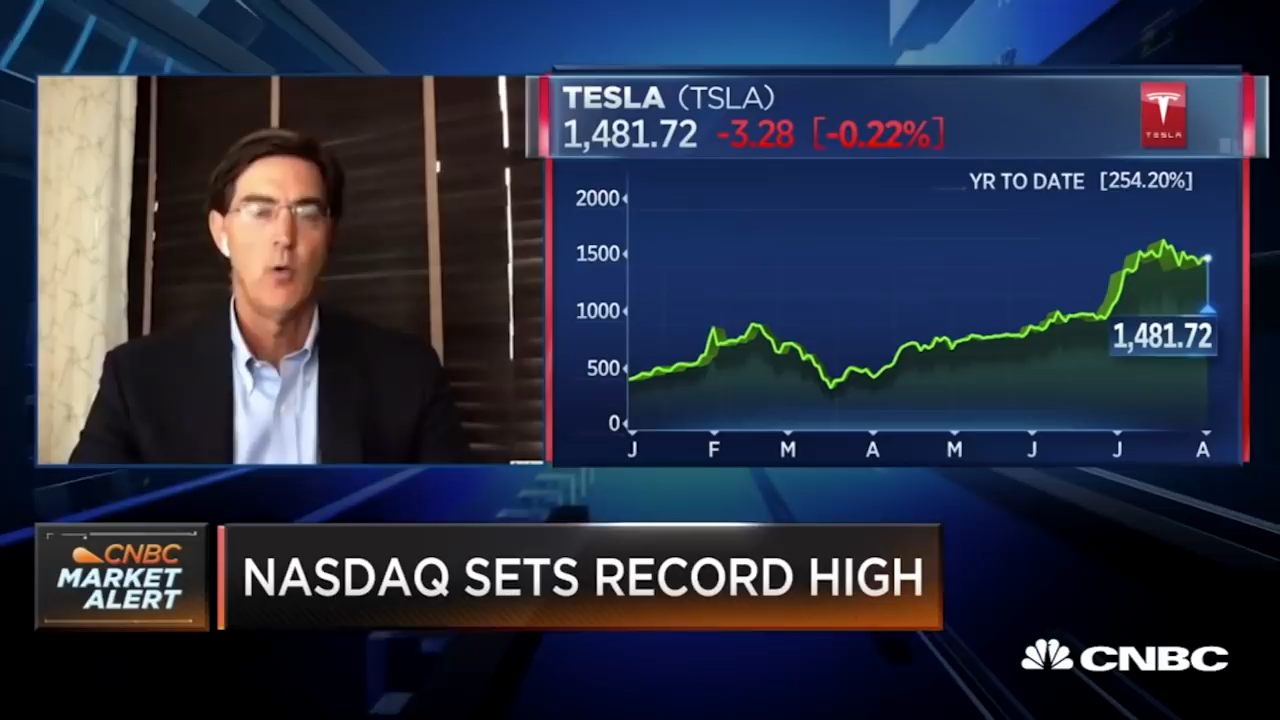 TESLA (TSLA)
1,481.72 -3.28 [-0.22%]
TESLA
YR TO DATE [254.20%]
2000
1500
1000
500
0
1,481.72
J F M A M J J A
CNBC
MARKET
ALERT
NASDAQ SETS RECORD HIGH
CNBC